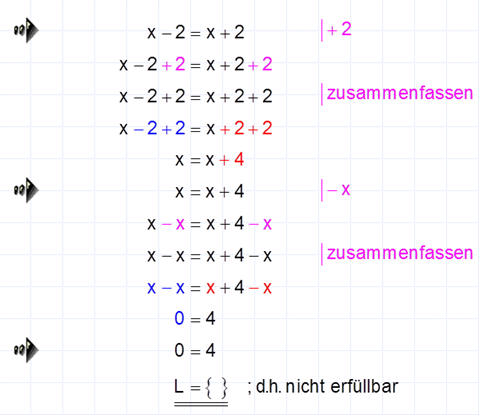 x − 2 = x + 2 | + 2
x − 2 + 2 = x + 2 + 2
x − 2 + 2 = x + 2 + 2 | zusammenfassen
x − 2 + 2 = x + 2 + 2
x = x + 4
x = x + 4 | − x
x − x = x + 4 − x
x − x = x + 4 − x | zusammenfassen
x − x = x + 4 − x
0 = 4
0 = 4
L = { } ; d.h. nicht erfüllbar